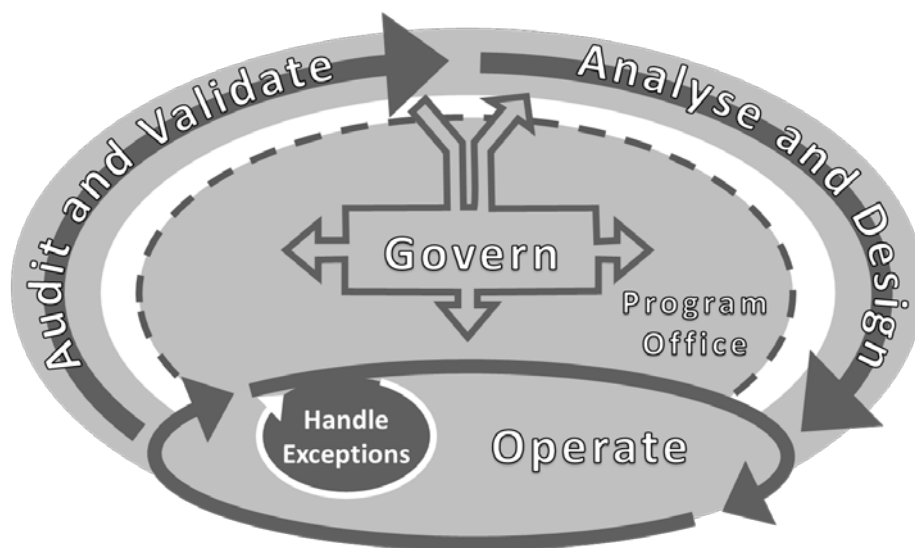 Audit and Validate
Analyse and Design
Govern
Program
Office
Handle
Exceptions
Operate